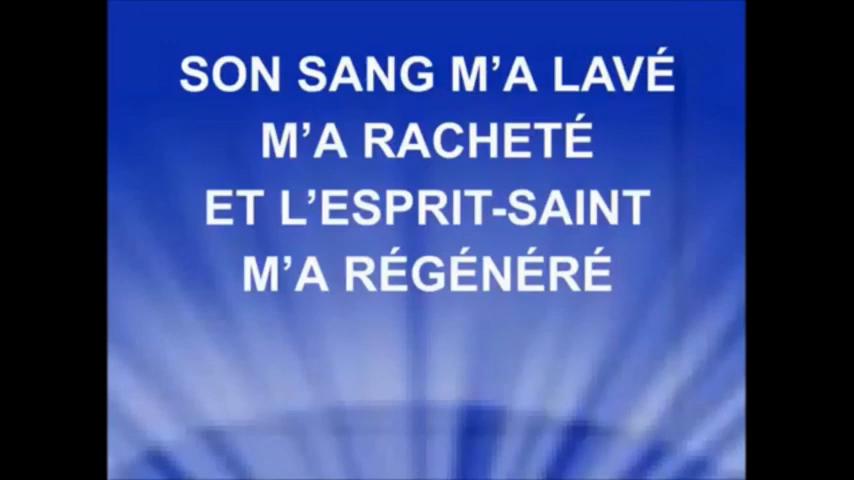 SON SANG M’A LAVÉ
M’A RACHETÉ
ET L’ESPRIT-SAINT
M’A RÉGÉNÉRÉ